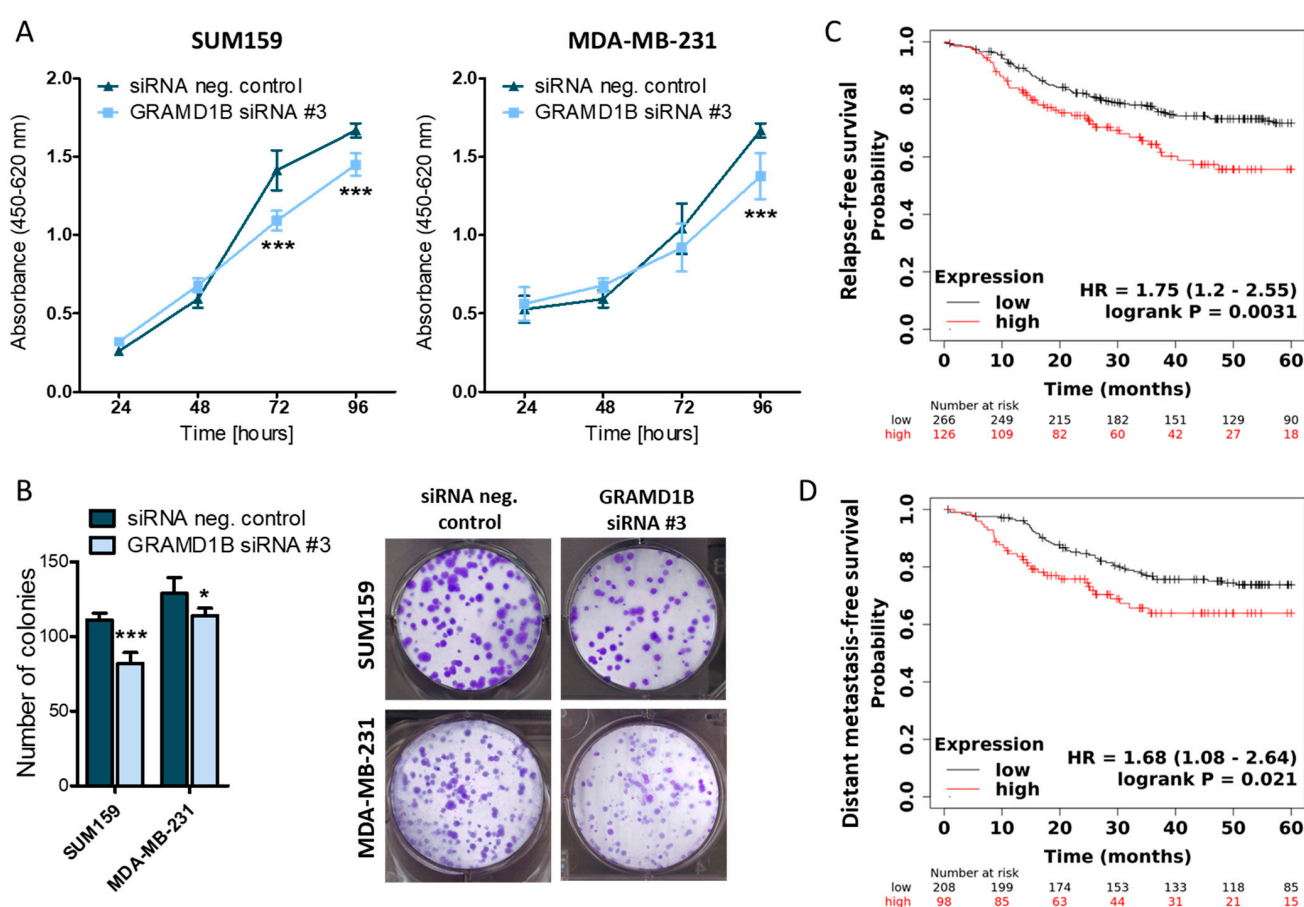 A
SUM159
siRNA neg. control
GRAMD1B siRNA #3
Absorbance (450-620 nm)
2.0
1.5
1.0
0.5
0.0
***
***
24 48 72 96
Time [hours]
MDA-MB-231
siRNA neg. control
GRAMD1B siRNA #3
Absorbance (450-620 nm)
2.0
1.5
1.0
0.5
0.0
***
24 48 72 96
Time [hours]
B
siRNA neg. control
GRAMD1B siRNA #3
Number of colonies
150
100
50
0
***
*
SUM159
MDA-MB-231
siRNA neg.
control
GRAMD1B
siRNA #3
SUM159
MDA-MB-231
C
Relapse-free survival
Probability
1.0
0.8
0.6
0.4
0.2
0.0
Expression
low
high
HR = 1.75 (1.2 - 2.55)
logrank P = 0.0031
0 10 20 30 40 50 60
Time (months)
Number at risk
low 266 249 215 182 151 129 90
high 126 109 82 60 42 27 18
D
Distant metastasis-free survival
Probability
1.0
0.8
0.6
0.4
0.2
0.0
Expression
low
high
HR = 1.68 (1.08 - 2.64)
logrank P = 0.021
0 10 20 30 40 50 60
Time (months)
Number at risk
low 208 199 174 153 133 118 85
high 98 85 63 44 31 21 15